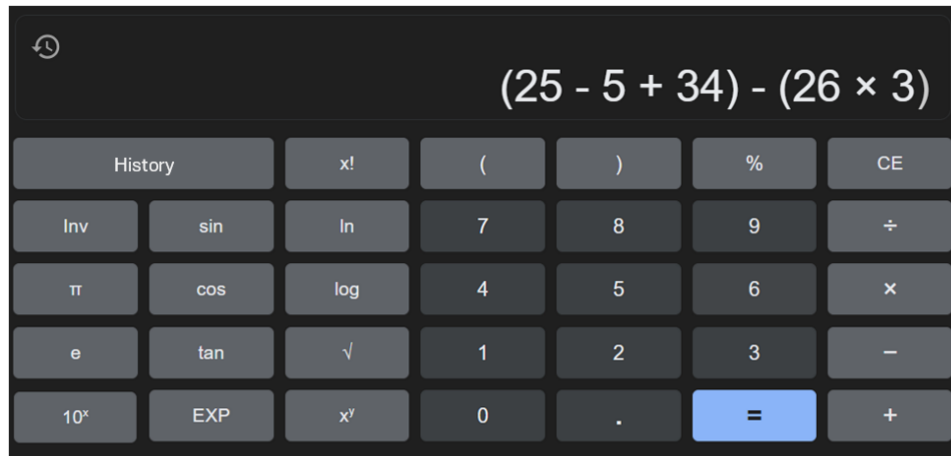 (25 - 5 + 34) - (26 × 3)
History x! ( ) % CE
Inv sin ln 7 8 9 ÷
π cos log 4 5 6 ×
e tan √ 1 2 3 −
10ˣ EXP xʸ 0 . = +